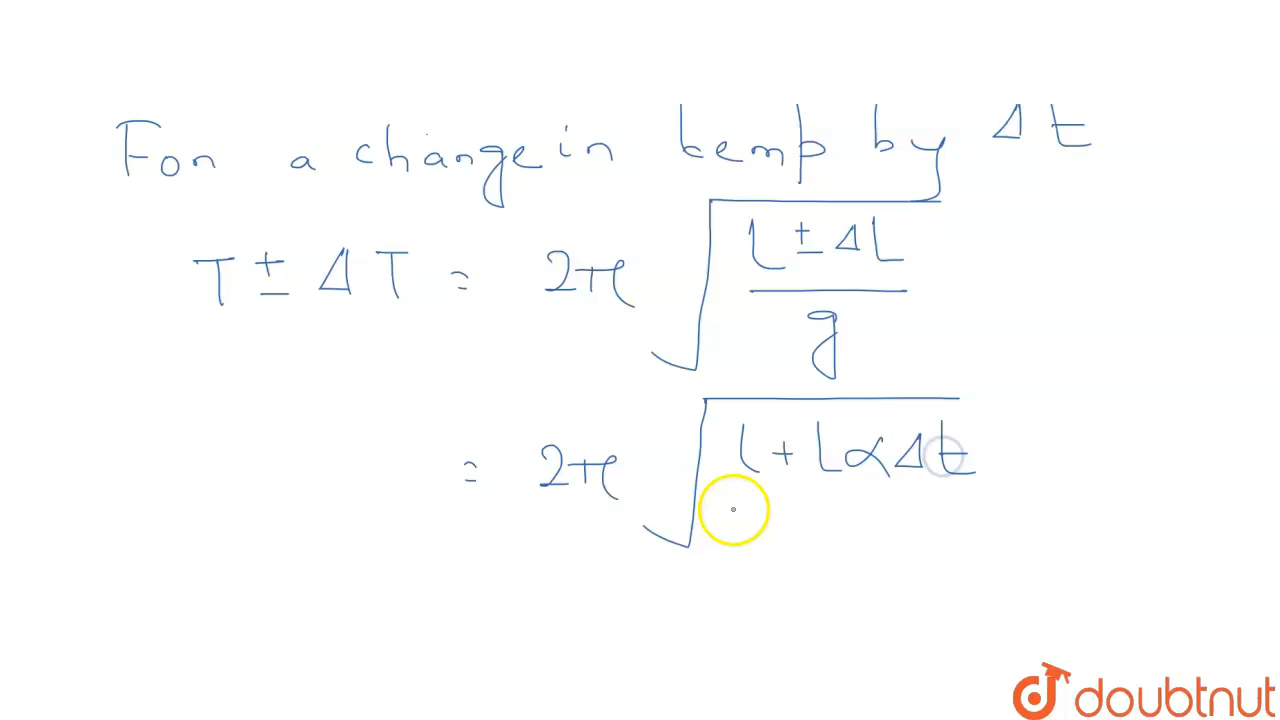 For a change in temp by Δt
T ± ΔT = 2π √((l ± Δl)/g)
= 2π √(l + lαΔt
doubtnut